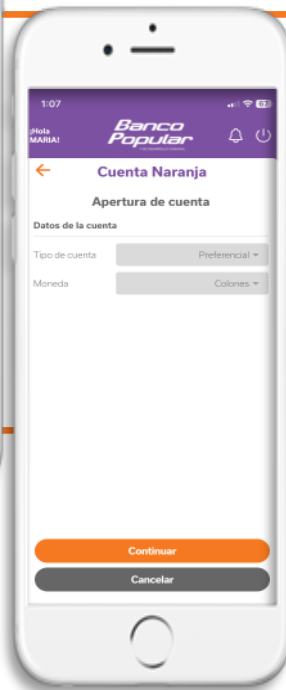 1:07
67
¡Hola
MARIA!
Banco
Popular
Cuenta Naranja
Apertura de cuenta
Datos de la cuenta
Tipo de cuenta Preferencial
Moneda Colones
Continuar
Cancelar